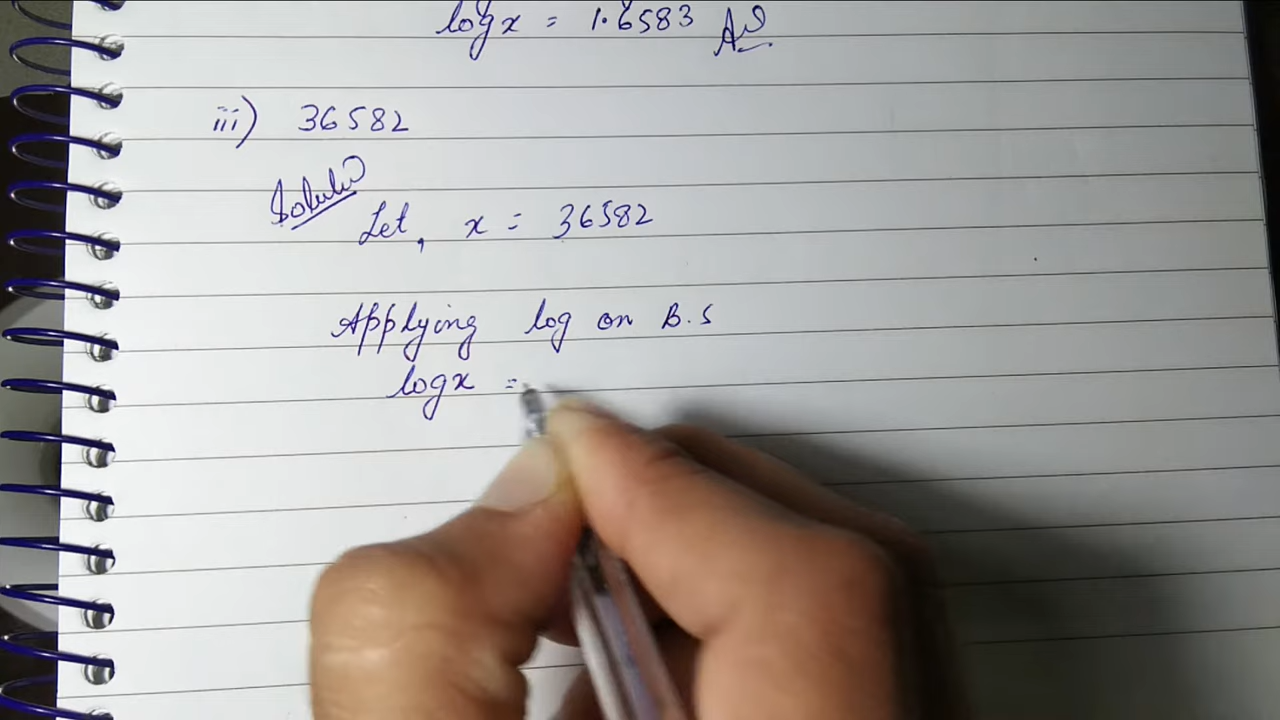 log x = 1.6583 Ans
iii) 36582
Solution
Let, x = 36582
Applying log on B.S
log x =